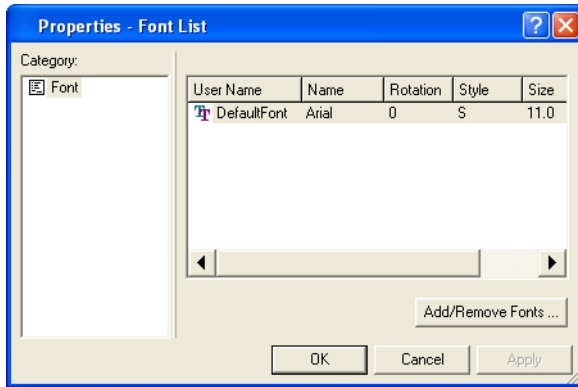 Properties - Font List
Category:
Font
User Name Name Rotation Style Size
DefaultFont Arial 0 S 11.0
Add/Remove Fonts ...
OK Cancel Apply